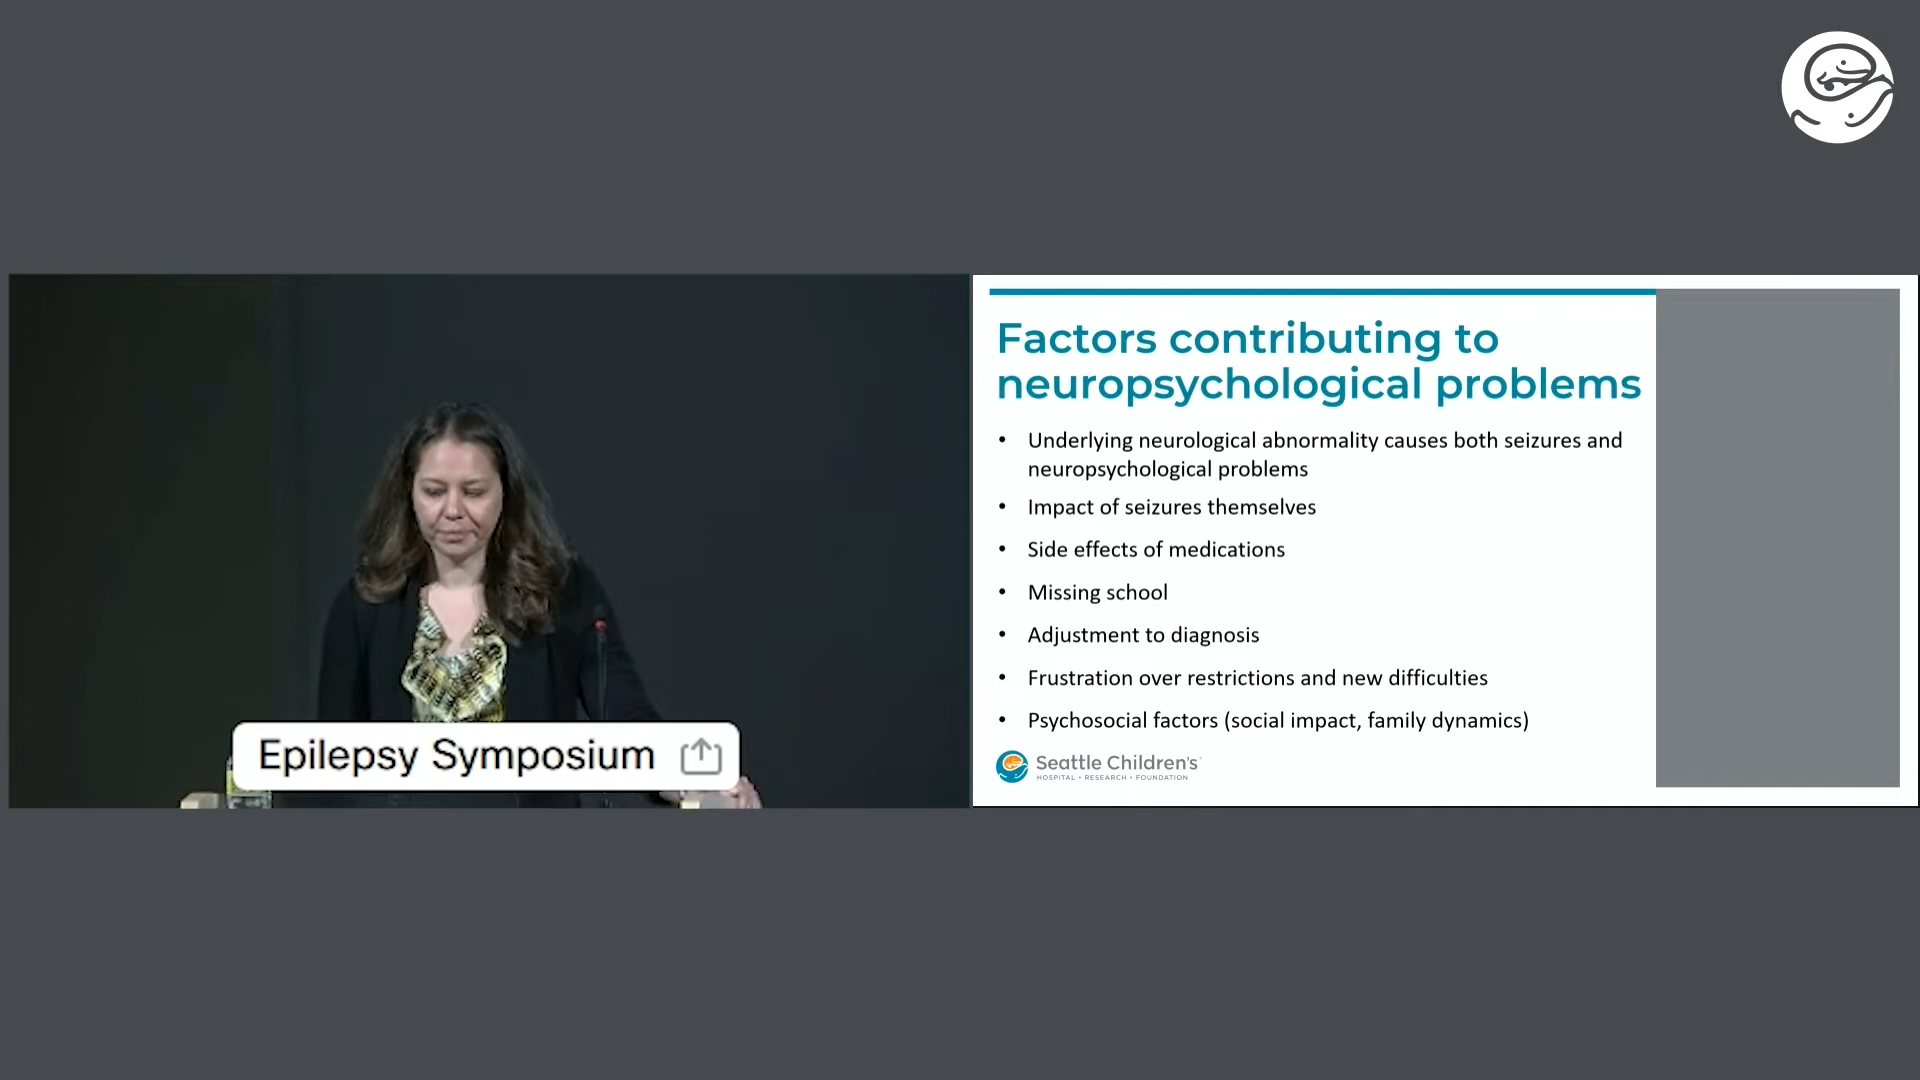 Epilepsy Symposium
Factors contributing to
neuropsychological problems
• Underlying neurological abnormality causes both seizures and
neuropsychological problems
• Impact of seizures themselves
• Side effects of medications
• Missing school
• Adjustment to diagnosis
• Frustration over restrictions and new difficulties
• Psychosocial factors (social impact, family dynamics)
Seattle Children's
HOSPITAL • RESEARCH • FOUNDATION